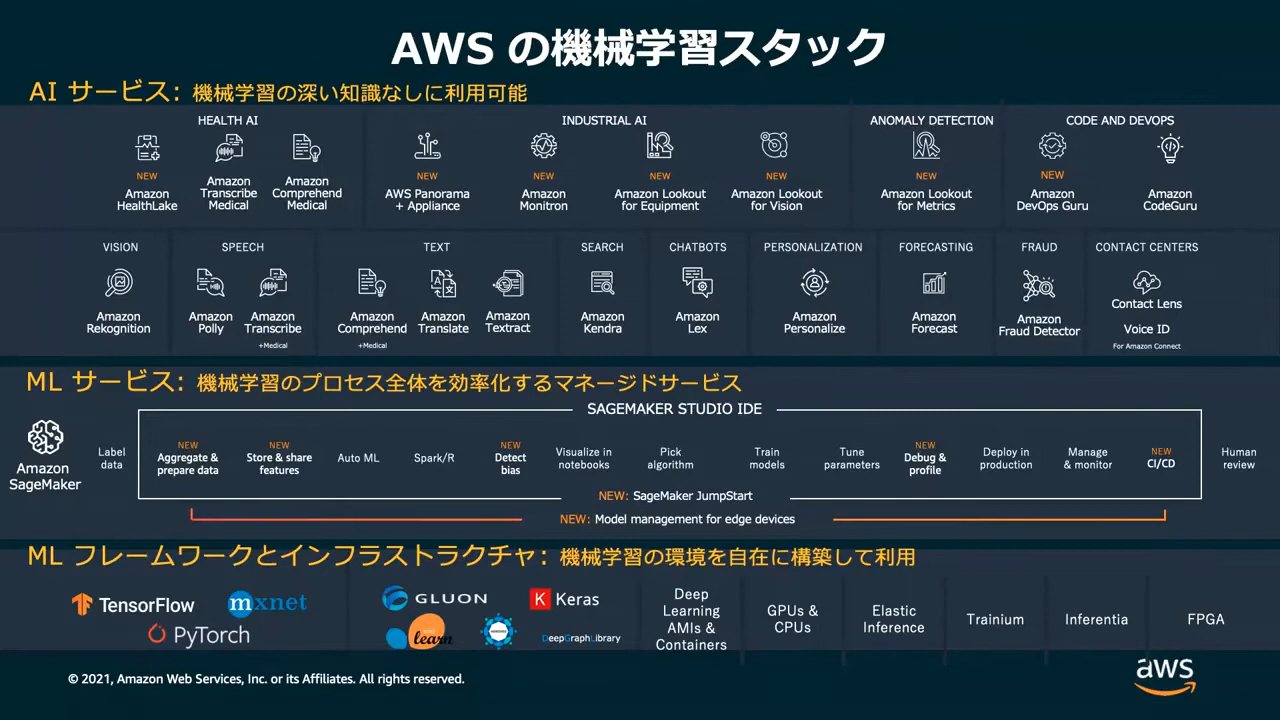 AWS の機械学習スタック
AI サービス: 機械学習の深い知識なしに利用可能
HEALTH AI
NEW
Amazon
HealthLake
Amazon
Transcribe
Medical
Amazon
Comprehend
Medical
INDUSTRIAL AI
NEW
AWS Panorama
+ Appliance
NEW
Amazon
Monitron
NEW
Amazon Lookout
for Equipment
NEW
Amazon Lookout
for Vision
ANOMALY DETECTION
NEW
Amazon Lookout
for Metrics
CODE AND DEVOPS
NEW
Amazon
DevOps Guru
Amazon
CodeGuru
VISION
Amazon
Rekognition
SPEECH
Amazon
Polly
Amazon
Transcribe
+Medical
TEXT
Amazon
Comprehend
+Medical
Amazon
Translate
Amazon
Textract
SEARCH
Amazon
Kendra
CHATBOTS
Amazon
Lex
PERSONALIZATION
Amazon
Personalize
FORECASTING
Amazon
Forecast
FRAUD
Amazon
Fraud Detector
CONTACT CENTERS
Contact Lens
Voice ID
For Amazon Connect
ML サービス: 機械学習のプロセス全体を効率化するマネージドサービス
Amazon
SageMaker
Label
data
SAGEMAKER STUDIO IDE
NEW
Aggregate &
prepare data
NEW
Store & share
features
Auto ML
Spark/R
NEW
Detect
bias
Visualize in
notebooks
Pick
algorithm
Train
models
Tune
parameters
NEW
Debug &
profile
Deploy in
production
Manage
& monitor
NEW
CI/CD
Human
review
NEW: SageMaker JumpStart
NEW: Model management for edge devices
ML フレームワークとインフラストラクチャ: 機械学習の環境を自在に構築して利用
TensorFlow
mxnet
PyTorch
GLUON
K Keras
learn
DeepGraphLibrary
Deep
Learning
AMIs &
Containers
GPUs &
CPUs
Elastic
Inference
Trainium
Inferentia
FPGA
© 2021, Amazon Web Services, Inc. or its Affiliates. All rights reserved.
aws